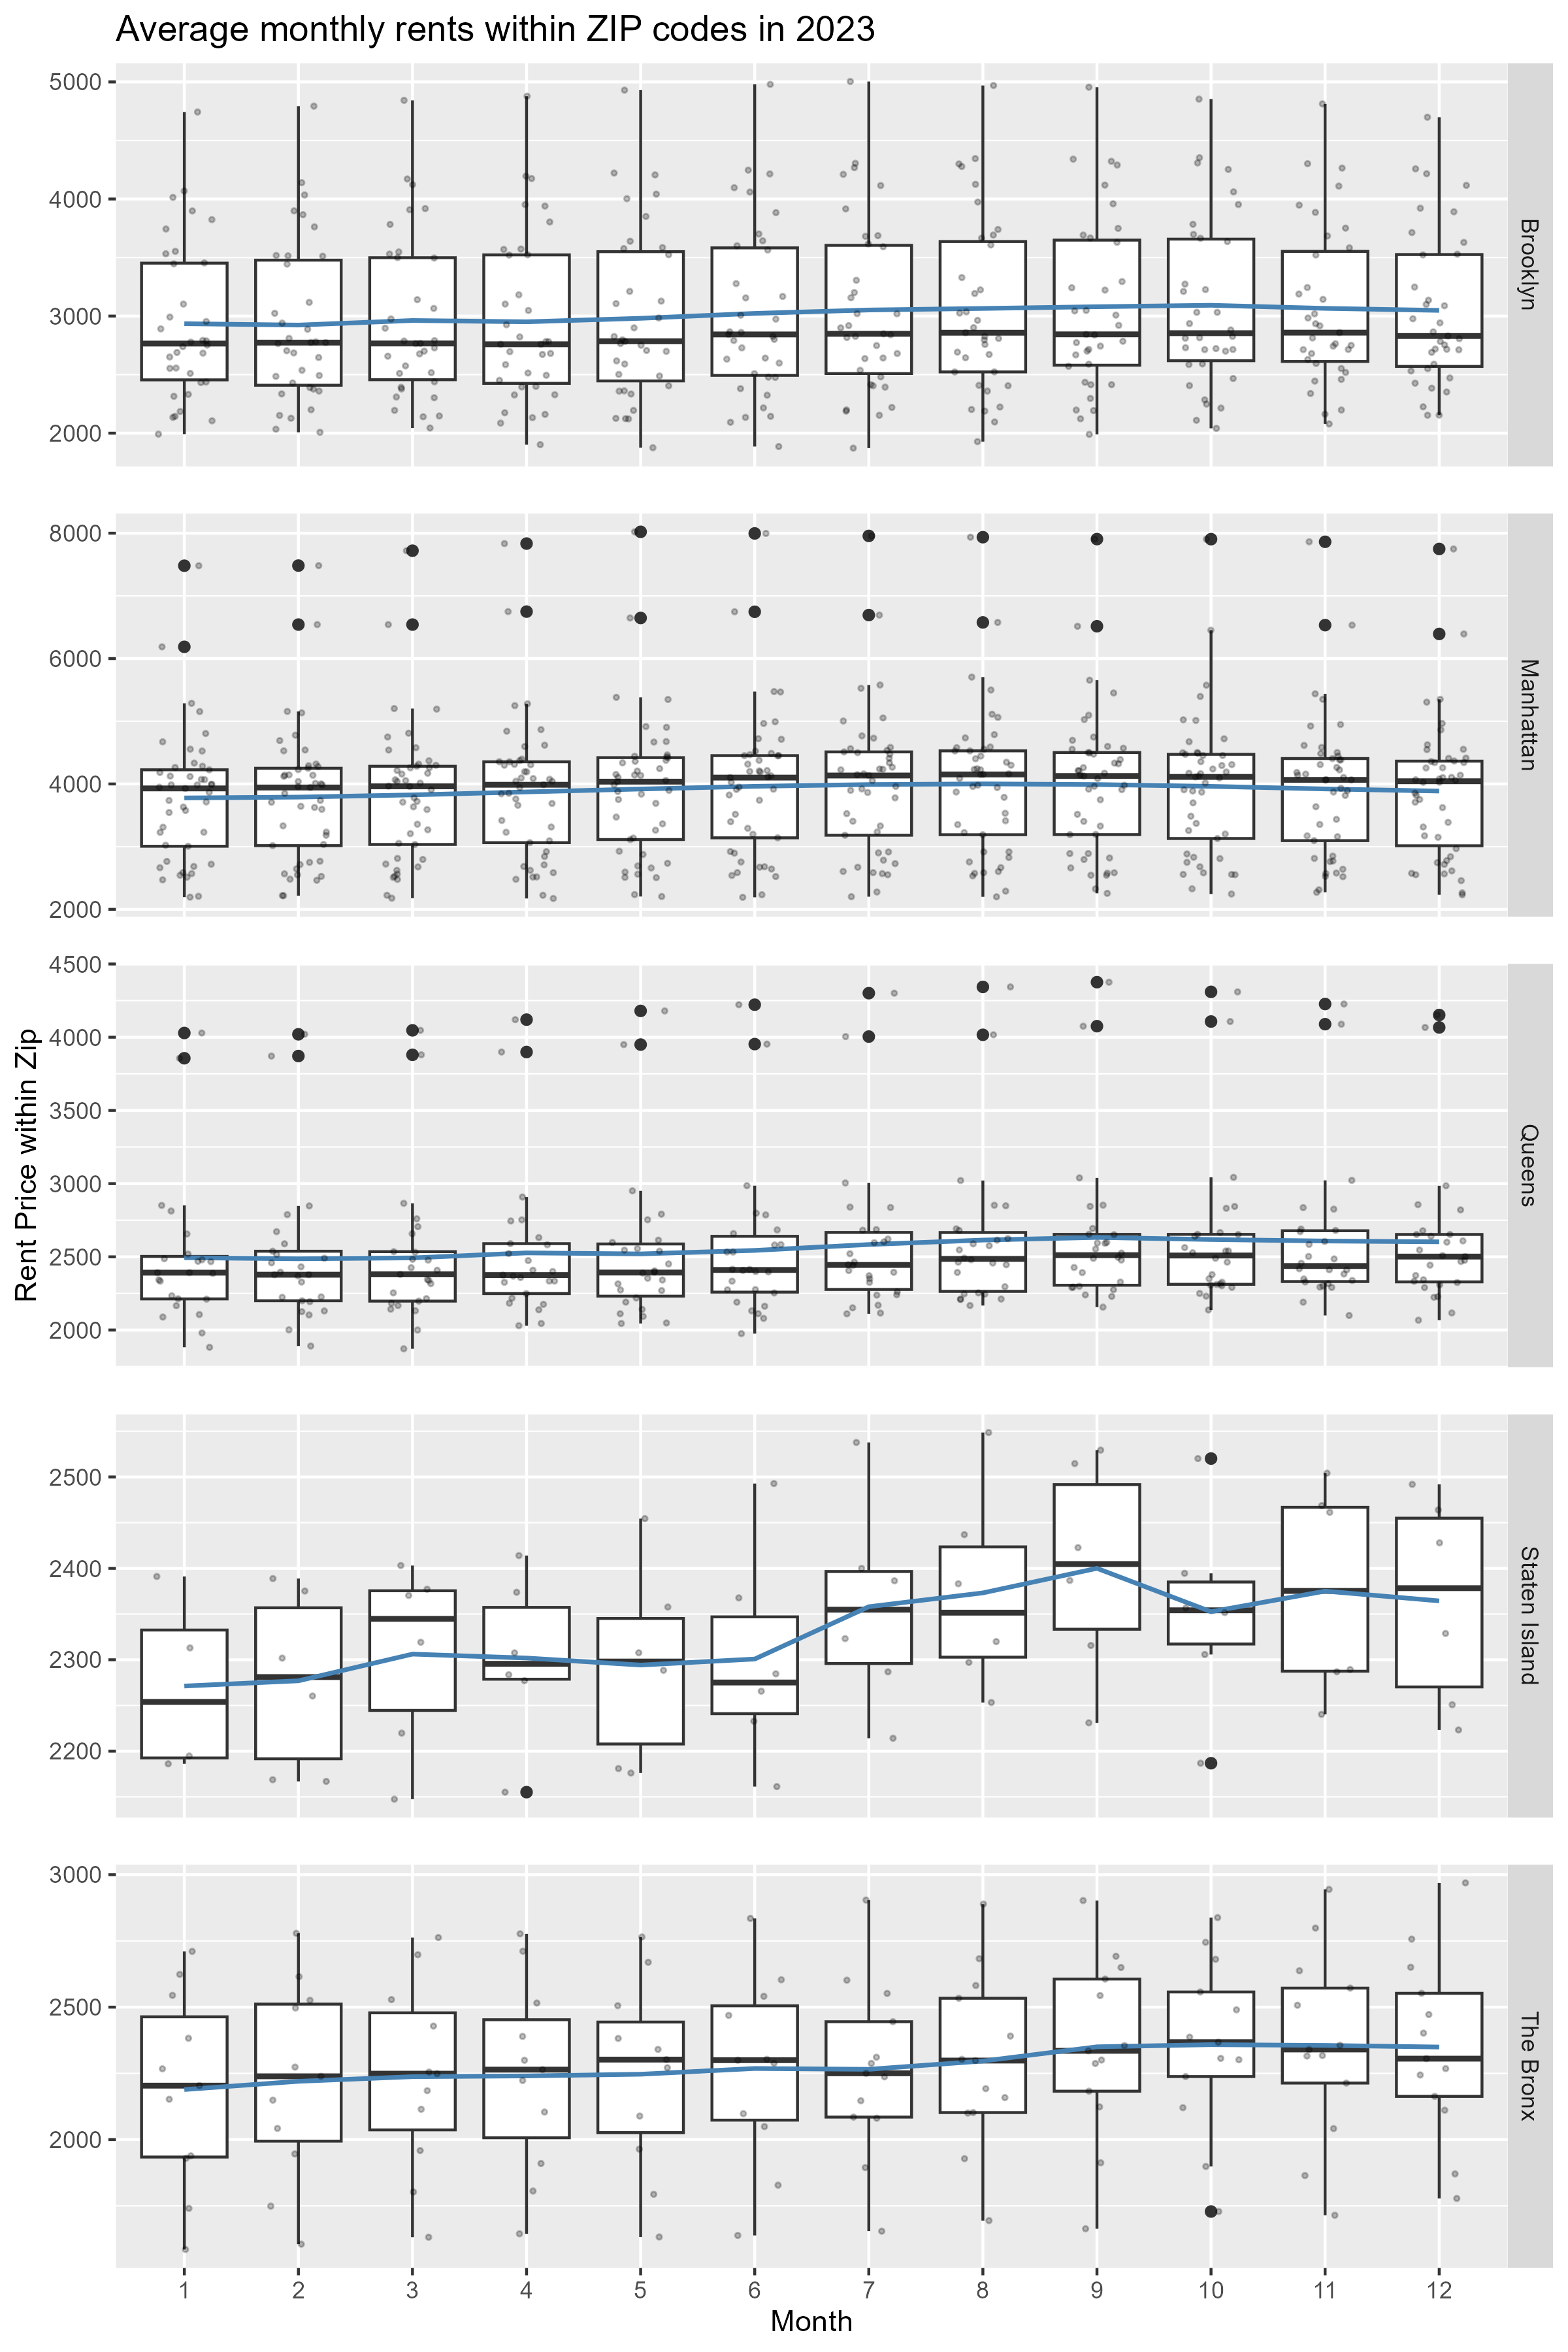 Average monthly rents within ZIP codes in 2023
Rent Price within Zip
5000
4000
3000
2000
Brooklyn
8000
6000
4000
2000
Manhattan
4500
4000
3500
3000
2500
2000
Queens
2500
2400
2300
2200
Staten Island
3000
2500
2000
The Bronx
1 2 3 4 5 6 7 8 9 10 11 12
Month